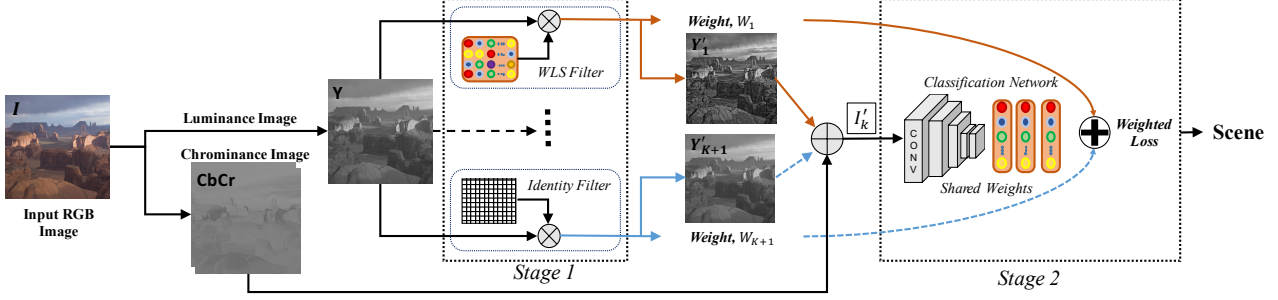 I
Input RGB
Image
Luminance Image
Chrominance Image
CbCr
Y
WLS Filter
Identity Filter
Stage 1
Weight, W₁
Y′₁
Y′K+1
Weight, WK+1
I′k
Classification Network
CONV
Shared Weights
Weighted
Loss
Stage 2
Scene